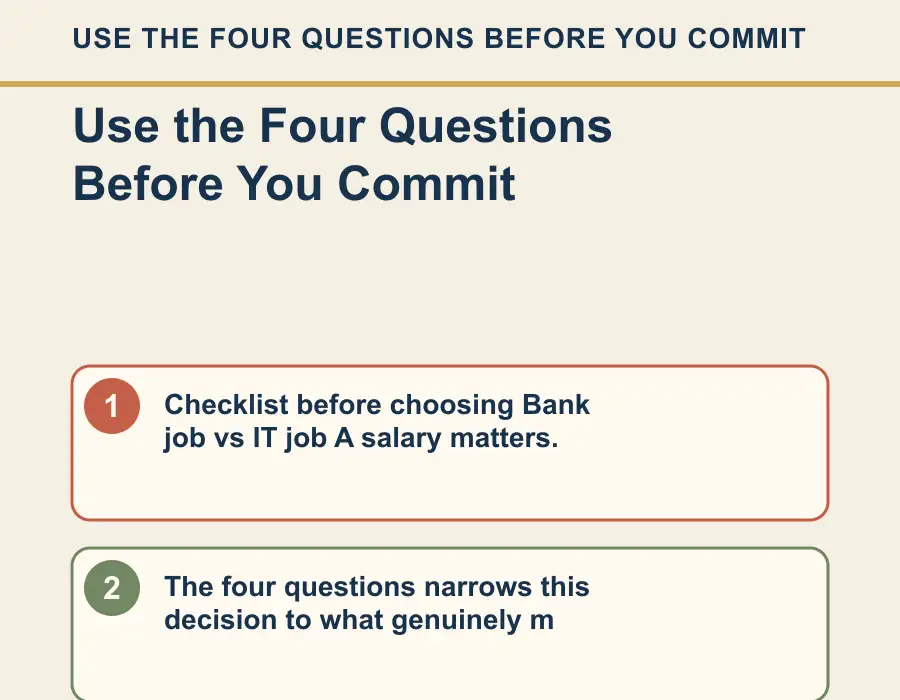 USE THE FOUR QUESTIONS BEFORE YOU COMMIT
Use the Four Questions
Before You Commit
1
Checklist before choosing Bank
job vs IT job A salary matters.
2
The four questions narrows this
decision to what genuinely m